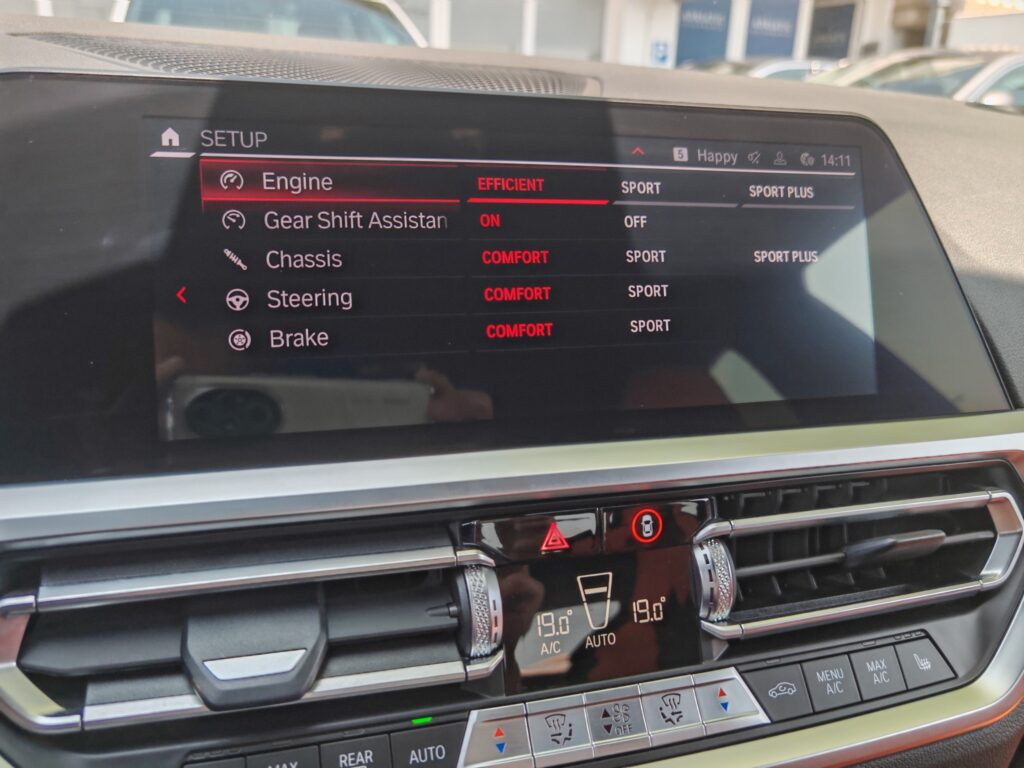 SETUP
5 Happy 14:11
Engine EFFICIENT SPORT SPORT PLUS
Gear Shift Assistan ON OFF
Chassis COMFORT SPORT SPORT PLUS
Steering COMFORT SPORT
Brake COMFORT SPORT
19.0° 19.0°
A/C AUTO
MENU A/C
MAX A/C
OFF
MAX
REAR
AUTO